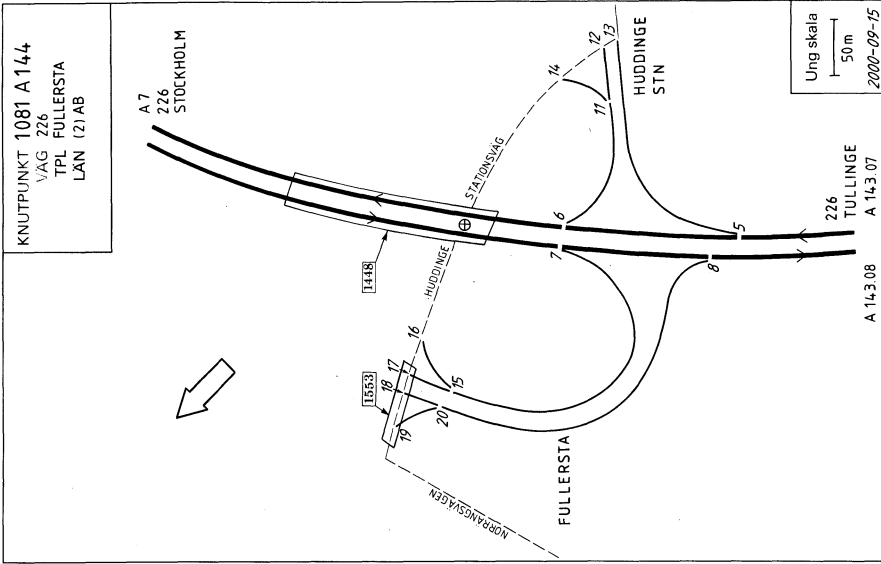 KNUTPUNKT 1081 A144
VÄG 226
TPL FULLERSTA
LÄN (2) AB
A 7
226
STOCKHOLM
1448
HUDDINGE
STATIONSVÄG
14
12
13
11
HUDDINGE
STN
6
7
5
8
16
17
18
1553
15
19
20
NORRÄNGSVÄGEN
FULLERSTA
226
TULLINGE
A 143.07
A 143.08
Ung skala
50 m
2000-09-15